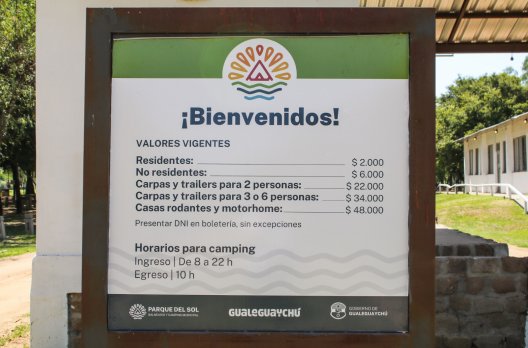 ¡Bienvenidos!
VALORES VIGENTES
Residentes: $ 2.000
No residentes: $ 6.000
Carpas y trailers para 2 personas: $ 22.000
Carpas y trailers para 3 o 6 personas: $ 34.000
Casas rodantes y motorhome: $ 48.000
Presentar DNI en boletería, sin excepciones
Horarios para camping
Ingreso | De 8 a 22 h
Egreso | 10 h
PARQUE DEL SOL
GUALEGUAYCHÚ
GOBIERNO DE
GUALEGUAYCHÚ